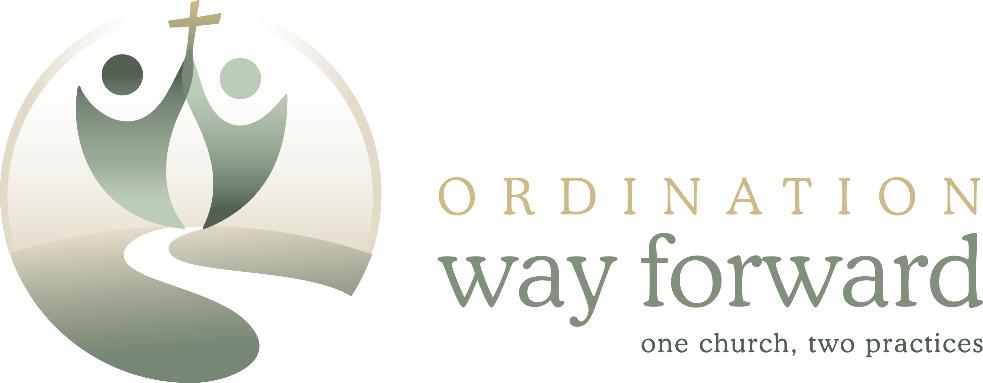 ORDINATION
way forward
one church, two practices